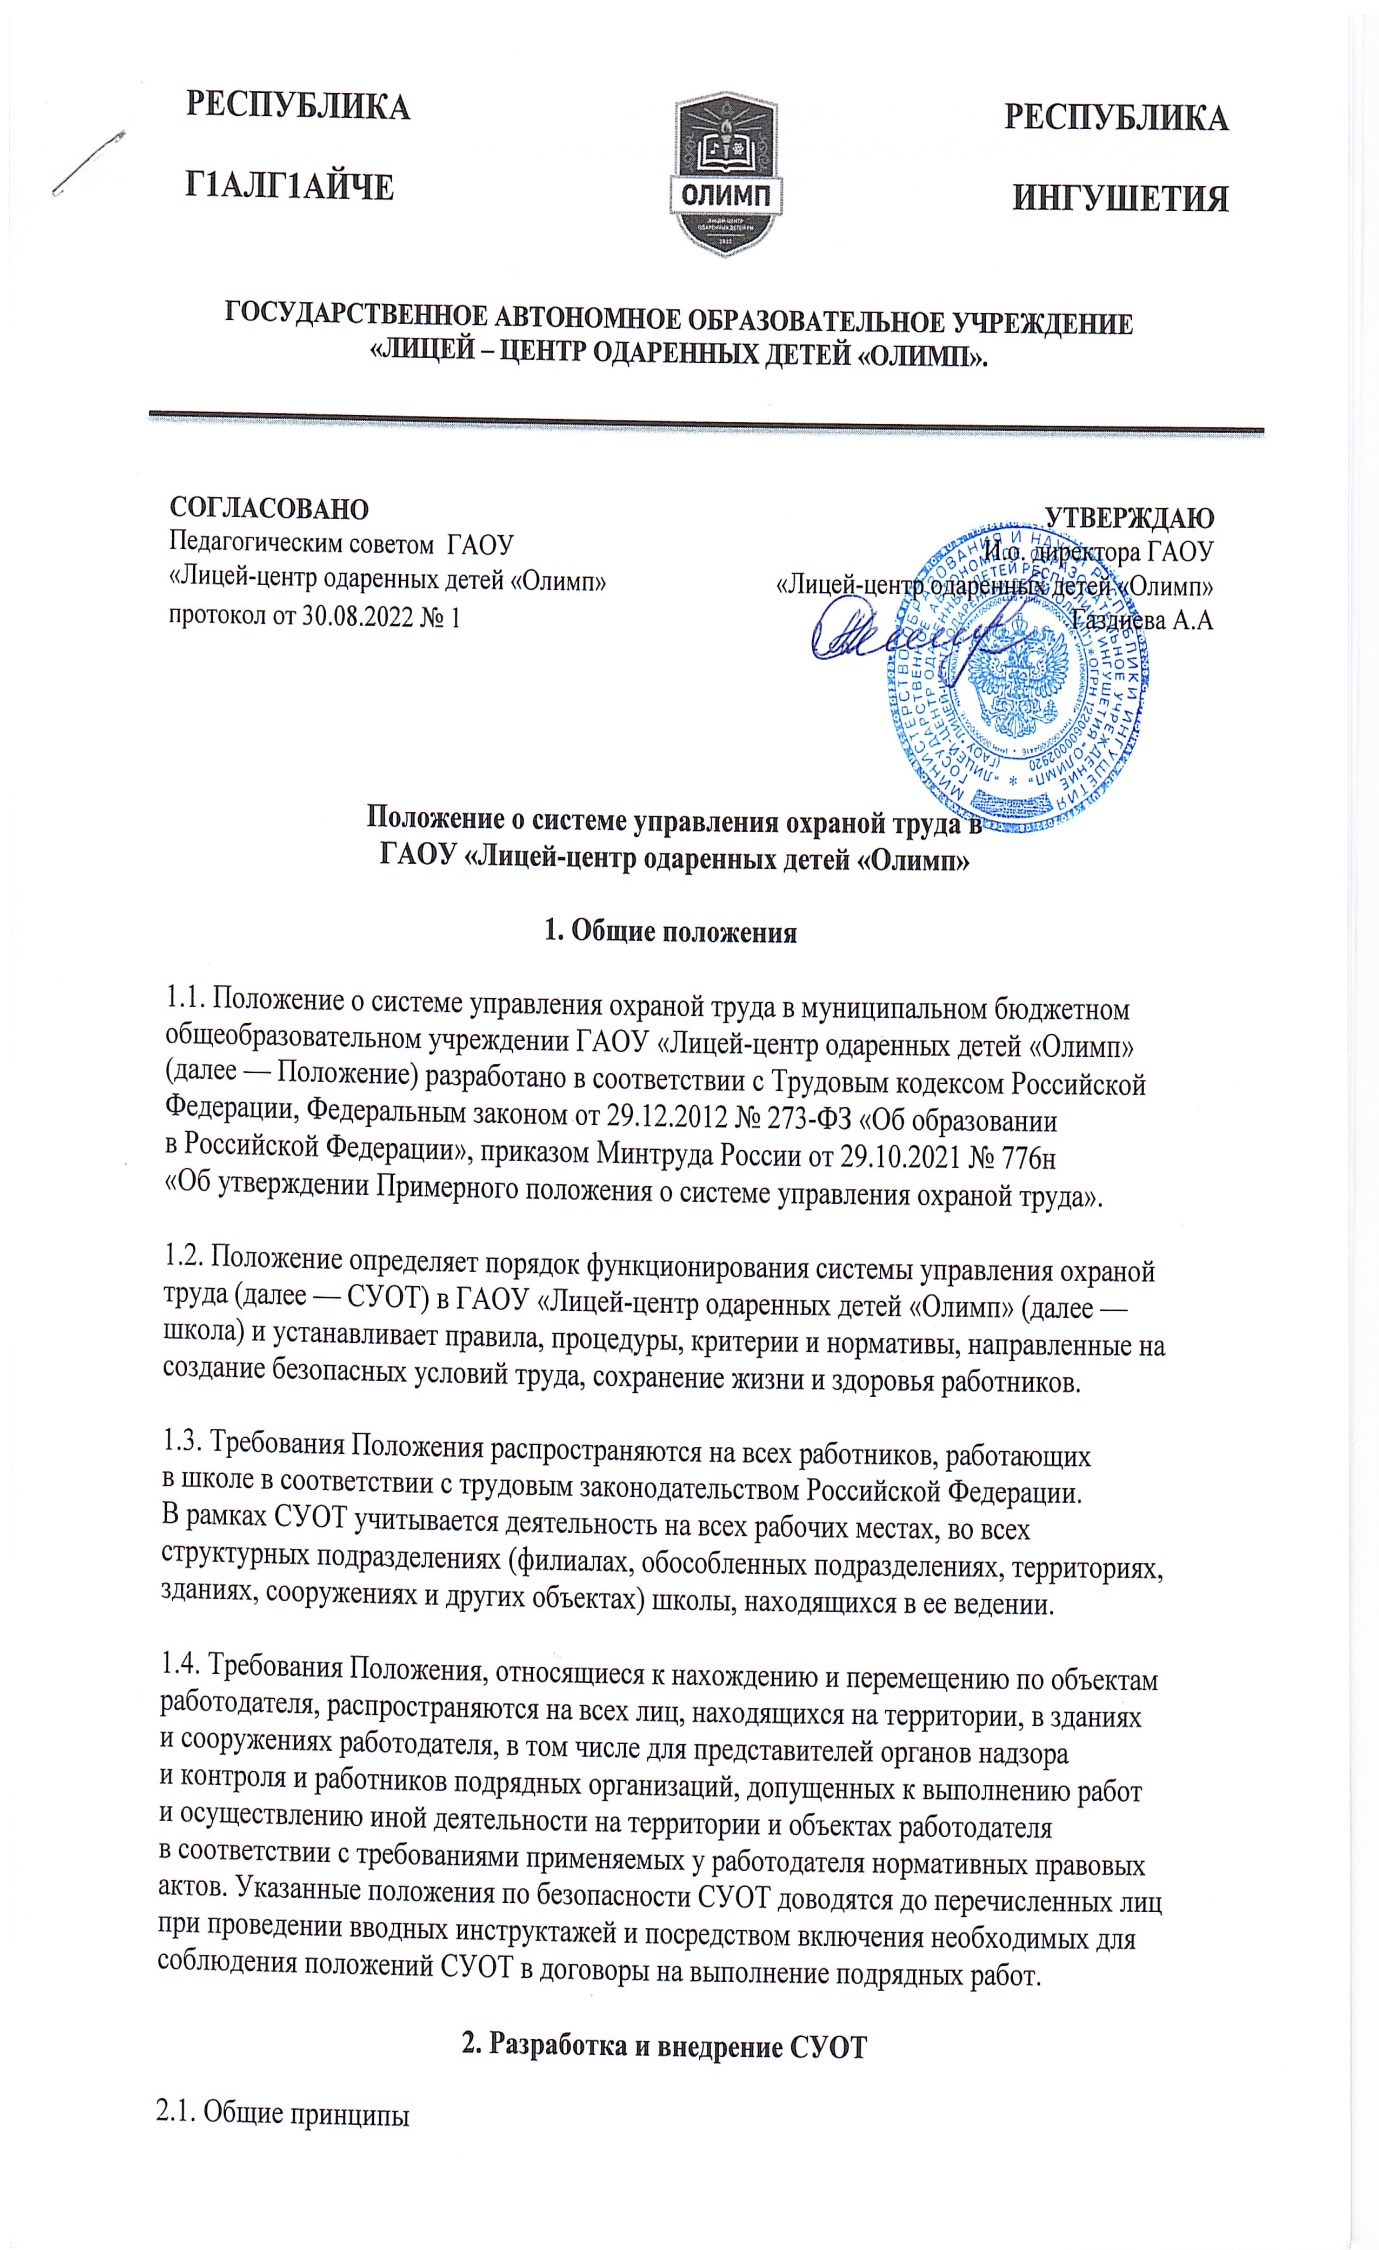 РЕСПУБЛИКА
Г1АЛГ1АЙЧЕ
ОЛИМП
ЛИЦЕЙ-ЦЕНТР
ОДАРЕННЫХ ДЕТЕЙ РИ
2022
РЕСПУБЛИКА
ИНГУШЕТИЯ
ГОСУДАРСТВЕННОЕ АВТОНОМНОЕ ОБРАЗОВАТЕЛЬНОЕ УЧРЕЖДЕНИЕ
«ЛИЦЕЙ – ЦЕНТР ОДАРЕННЫХ ДЕТЕЙ «ОЛИМП».
СОГЛАСОВАНО
Педагогическим советом ГАОУ
«Лицей-центр одаренных детей «Олимп»
протокол от 30.08.2022 № 1
УТВЕРЖДАЮ
И.о. директора ГАОУ
«Лицей-центр одаренных детей «Олимп»
Газдиева А.А
МИНИСТЕРСТВО ОБРАЗОВАНИЯ И НАУКИ РЕСПУБЛИКИ ИНГУШЕТИЯ
Положение о системе управления охраной труда в
ГАОУ «Лицей-центр одаренных детей «Олимп»
1. Общие положения
1.1. Положение о системе управления охраной труда в муниципальном бюджетном
общеобразовательном учреждении ГАОУ «Лицей-центр одаренных детей «Олимп»
(далее — Положение) разработано в соответствии с Трудовым кодексом Российской
Федерации, Федеральным законом от 29.12.2012 № 273-ФЗ «Об образовании
в Российской Федерации», приказом Минтруда России от 29.10.2021 № 776н
«Об утверждении Примерного положения о системе управления охраной труда».
1.2. Положение определяет порядок функционирования системы управления охраной
труда (далее — СУОТ) в ГАОУ «Лицей-центр одаренных детей «Олимп» (далее —
школа) и устанавливает правила, процедуры, критерии и нормативы, направленные на
создание безопасных условий труда, сохранение жизни и здоровья работников.
1.3. Требования Положения распространяются на всех работников, работающих
в школе в соответствии с трудовым законодательством Российской Федерации.
В рамках СУОТ учитывается деятельность на всех рабочих местах, во всех
структурных подразделениях (филиалах, обособленных подразделениях, территориях,
зданиях, сооружениях и других объектах) школы, находящихся в ее ведении.
1.4. Требования Положения, относящиеся к нахождению и перемещению по объектам
работодателя, распространяются на всех лиц, находящихся на территории, в зданиях
и сооружениях работодателя, в том числе для представителей органов надзора
и контроля и работников подрядных организаций, допущенных к выполнению работ
и осуществлению иной деятельности на территории и объектах работодателя
в соответствии с требованиями применяемых у работодателя нормативных правовых
актов. Указанные положения по безопасности СУОТ доводятся до перечисленных лиц
при проведении вводных инструктажей и посредством включения необходимых для
соблюдения положений СУОТ в договоры на выполнение подрядных работ.
2. Разработка и внедрение СУОТ
2.1. Общие принципы